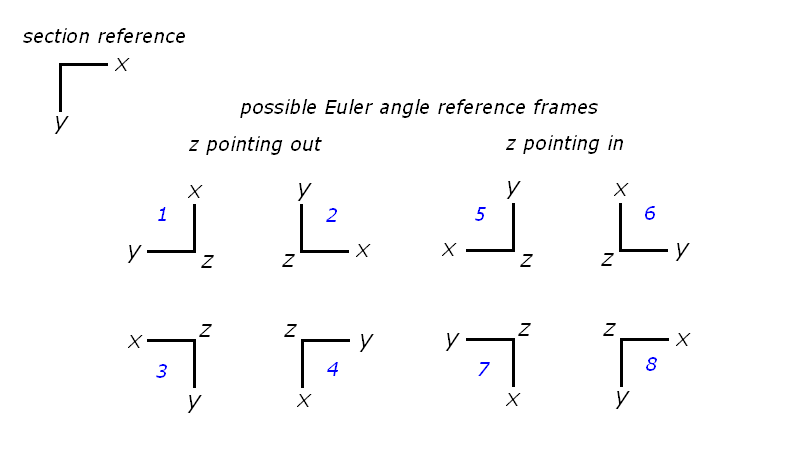 section reference
x
y
possible Euler angle reference frames
z pointing out z pointing in
x y y x
1 2 5 6
y z z x x z z y
x z z y y z z x
3 4 7 8
y x x y